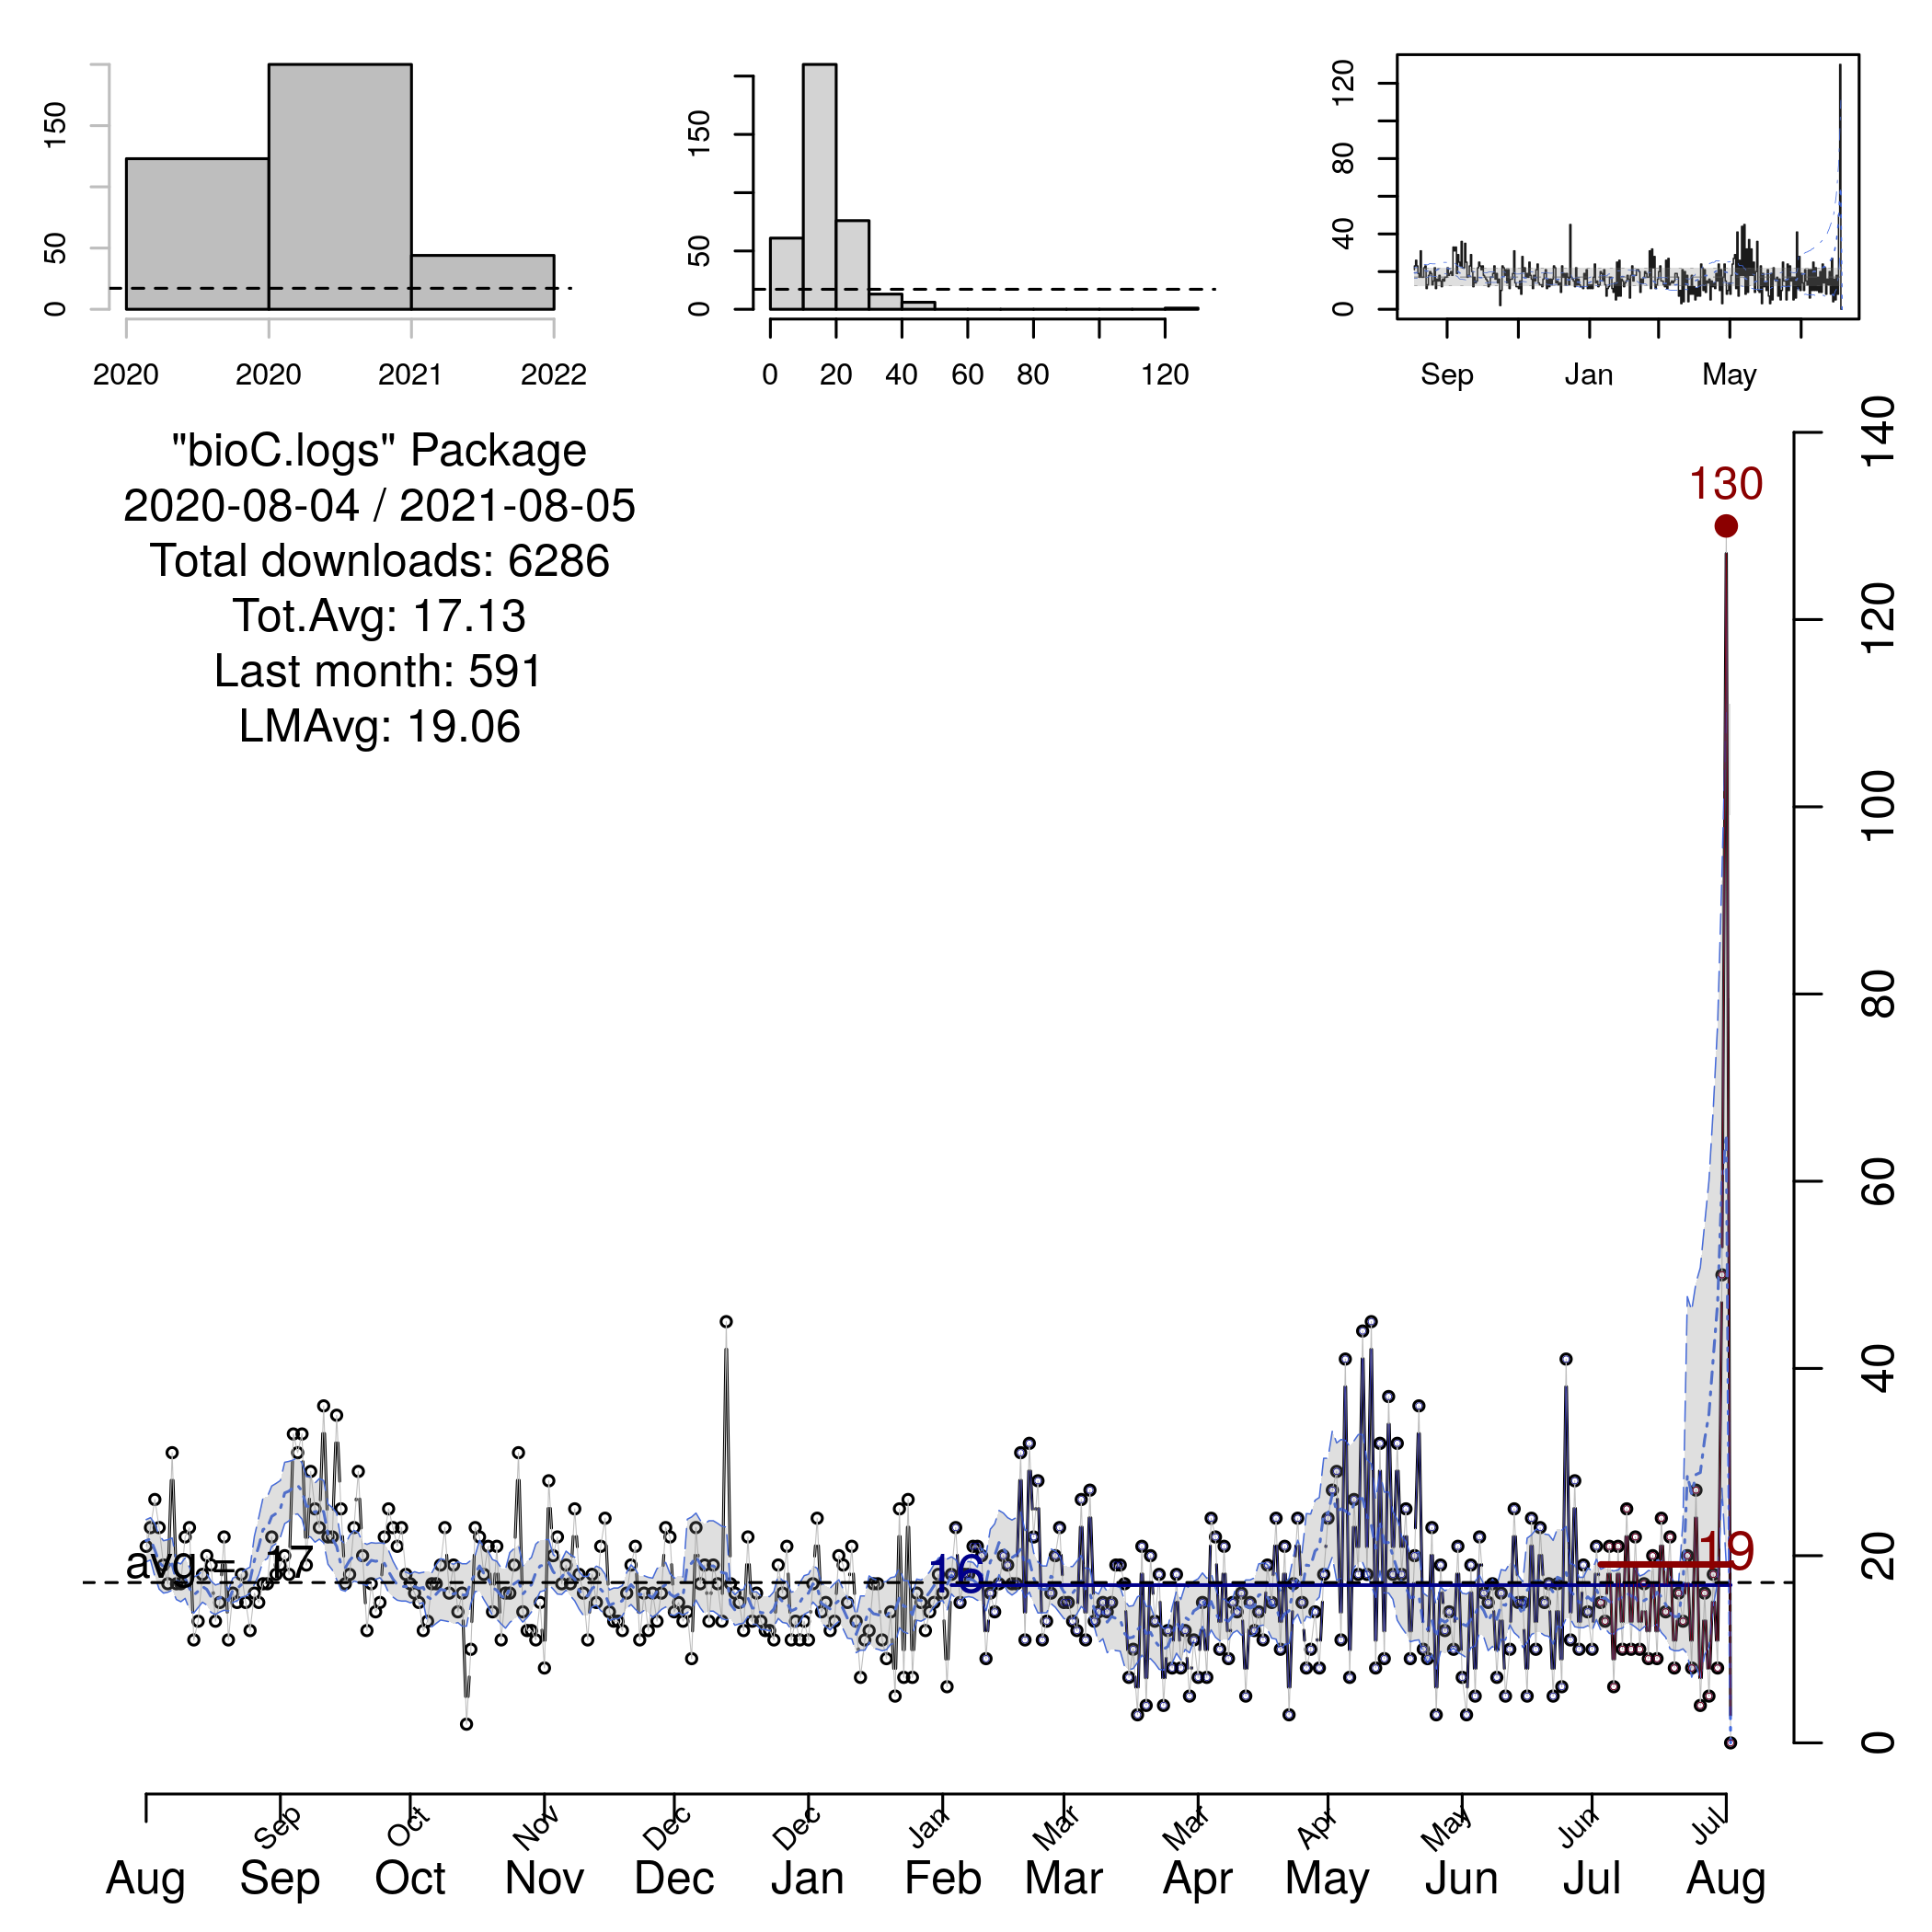 150
50
0
2020 2020 2021 2022
150
50
0
0 20 40 60 80 120
120
80
40
0
Sep Jan May
"bioC.logs" Package
2020-08-04 / 2021-08-05
Total downloads: 6286
Tot.Avg: 17.13
Last month: 591
LMAvg: 19.06
130
avg = 17
16
19
140
120
100
80
60
40
20
0
Sep Oct Nov Dec Dec Jan Mar Mar Apr May Jun Jul
Aug Sep Oct Nov Dec Jan Feb Mar Apr May Jun Jul Aug